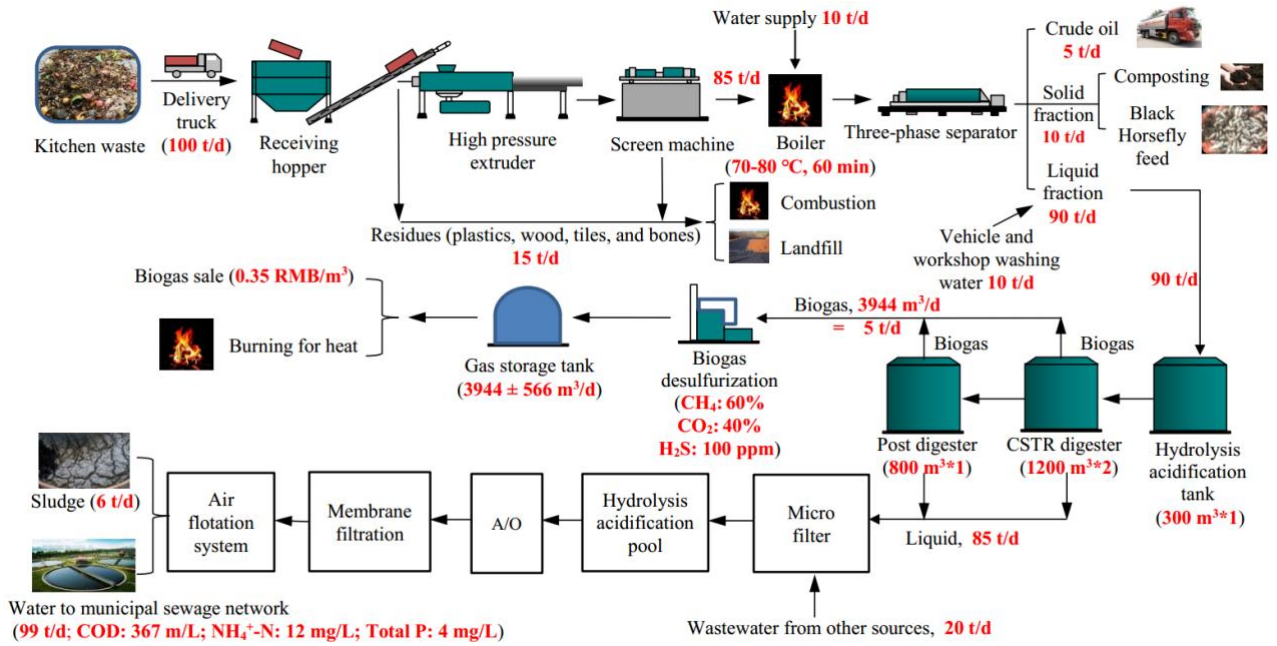 Water supply 10 t/d
Crude oil
5 t/d
85 t/d
Composting
Delivery
truck
(100 t/d)
Kitchen waste
Receiving
hopper
High pressure
extruder
Screen machine
Boiler
(70-80 °C, 60 min)
Three-phase separator
Solid
fraction
10 t/d
Black
Horsefly
feed
Liquid
fraction
90 t/d
Combustion
Landfill
Residues (plastics, wood, tiles, and bones)
15 t/d
Vehicle and
workshop washing
water 10 t/d
90 t/d
Biogas sale (0.35 RMB/m³)
Burning for heat
Gas storage tank
(3944 ± 566 m³/d)
Biogas, 3944 m³/d
= 5 t/d
Biogas
desulfurization
(CH₄: 60%
CO₂: 40%
H₂S: 100 ppm)
Biogas
Biogas
Post digester
(800 m³*1)
CSTR digester
(1200 m³*2)
Hydrolysis
acidification
tank
(300 m³*1)
Sludge (6 t/d)
Air
flotation
system
Membrane
filtration
A/O
Hydrolysis
acidification
pool
Micro
filter
Liquid, 85 t/d
Water to municipal sewage network
(99 t/d; COD: 367 m/L; NH₄⁺-N: 12 mg/L; Total P: 4 mg/L)
Wastewater from other sources, 20 t/d